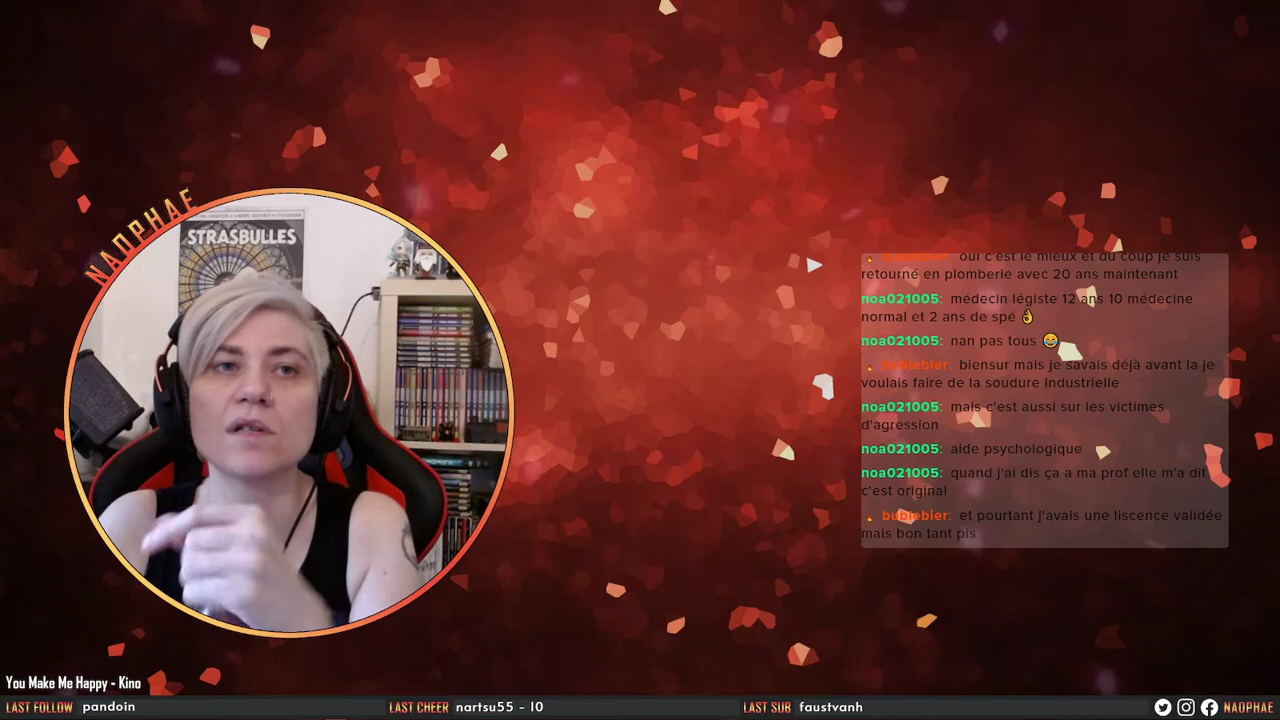 NAOPHAE
STRASBULLES
oui c'est le mieux et du coup je suis
retourné en plomberie avec 20 ans maintenant
noa021005: médecin légiste 12 ans 10 médecine
normal et 2 ans de spé 👌
noa021005: nan pas tous 😅
bublebier: biensur mais je savais déjà avant la je
voulais faire de la soudure industrielle
noa021005: mais c'est aussi sur les victimes
d'agression
noa021005: aide psychologique
noa021005: quand j'ai dis ça a ma prof elle m'a dit
c'est original
bublebier: et pourtant j'avais une liscence validée
mais bon tant pis
You Make Me Happy - Kino
LAST FOLLOW pandoin
LAST CHEER nartsu55 - 10
LAST SUB faustvanh
NAOPHAE